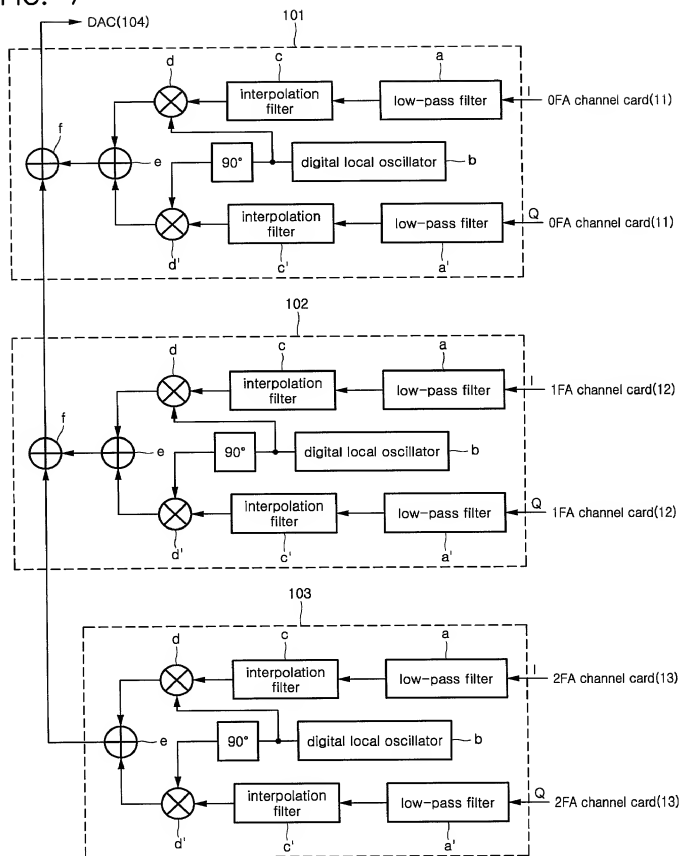 DAC(104)
101
d
c
a
interpolation
filter
low-pass filter
I
0FA channel card(11)
f
e
90°
digital local oscillator
b
Q
interpolation
filter
low-pass filter
0FA channel card(11)
d'
c'
a'
102
d
c
a
interpolation
filter
low-pass filter
I
1FA channel card(12)
f
e
90°
digital local oscillator
b
Q
interpolation
filter
low-pass filter
1FA channel card(12)
d'
c'
a'
103
d
c
a
interpolation
filter
low-pass filter
I
2FA channel card(13)
e
90°
digital local oscillator
b
Q
interpolation
filter
low-pass filter
2FA channel card(13)
d'
c'
a'